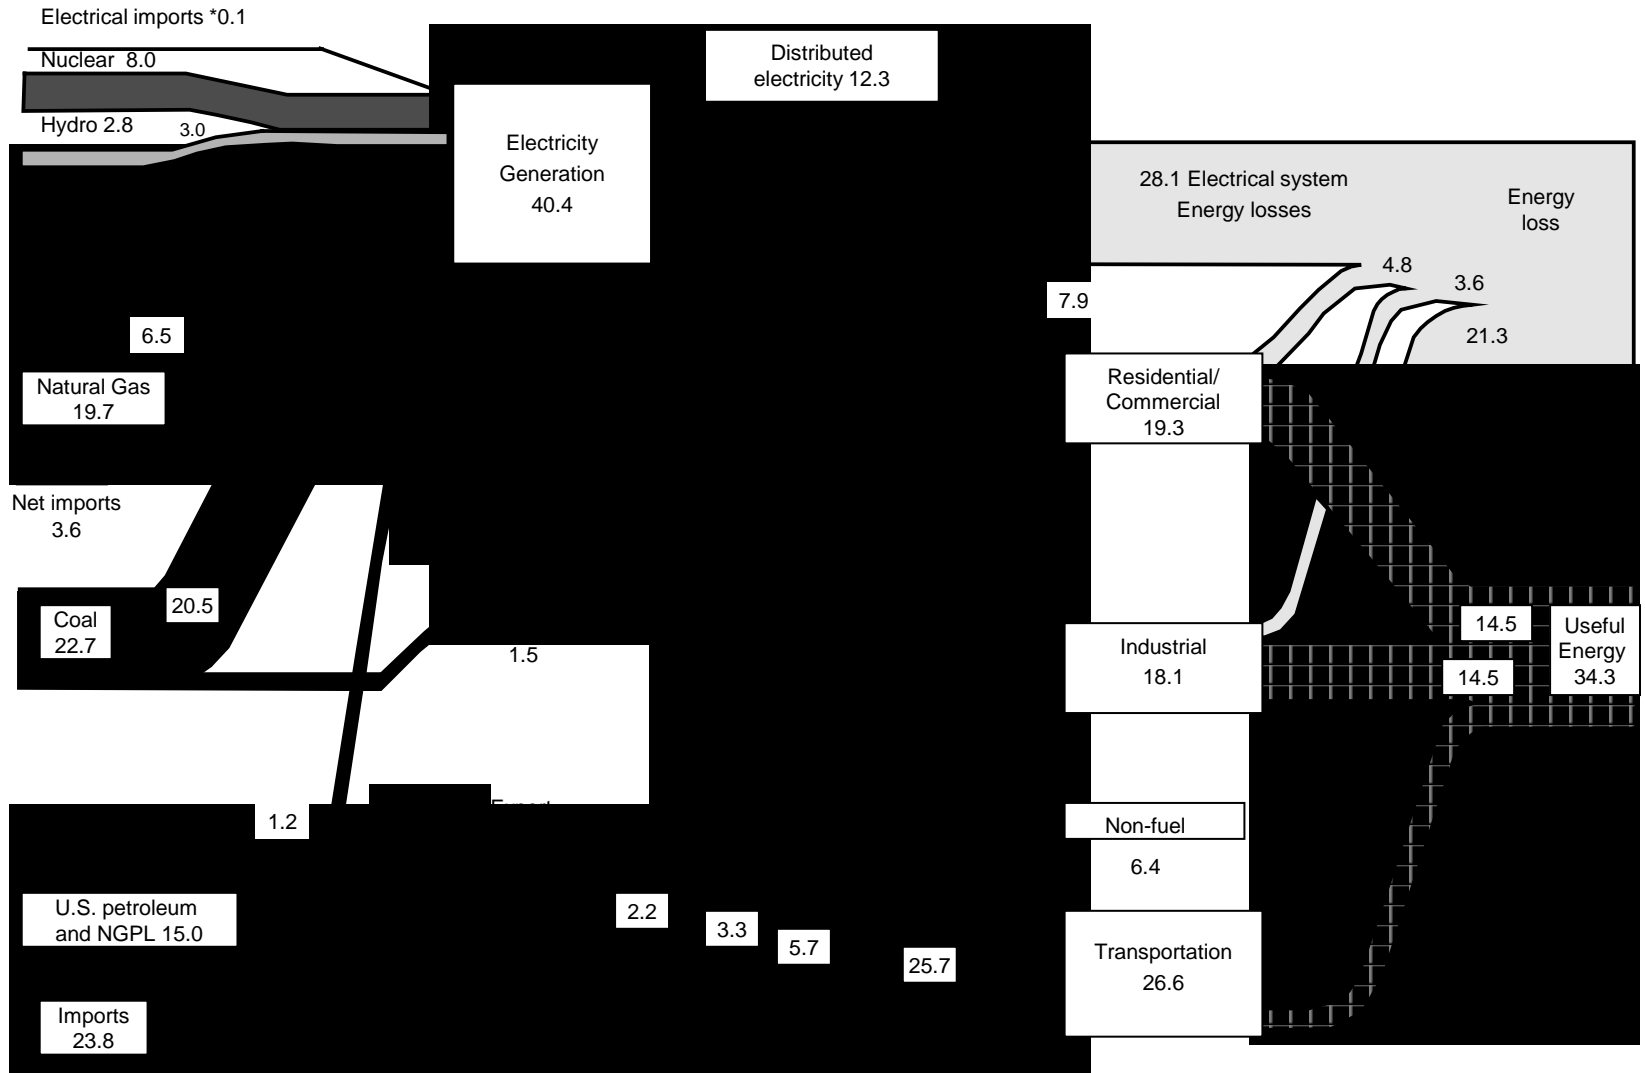 Electrical imports *0.1
Nuclear 8.0
Hydro 2.8
3.0
Distributed
electricity 12.3
Electricity
Generation
40.4
28.1 Electrical system
Energy losses
Energy
loss
4.8
3.6
21.3
7.9
6.5
Natural Gas
19.7
Residential/
Commercial
19.3
Net imports
3.6
20.5
Coal
22.7
1.5
Industrial
18.1
14.5
14.5
Useful
Energy
34.3
1.2
Non-fuel
6.4
U.S. petroleum
and NGPL 15.0
2.2
3.3
5.7
25.7
Transportation
26.6
Imports
23.8